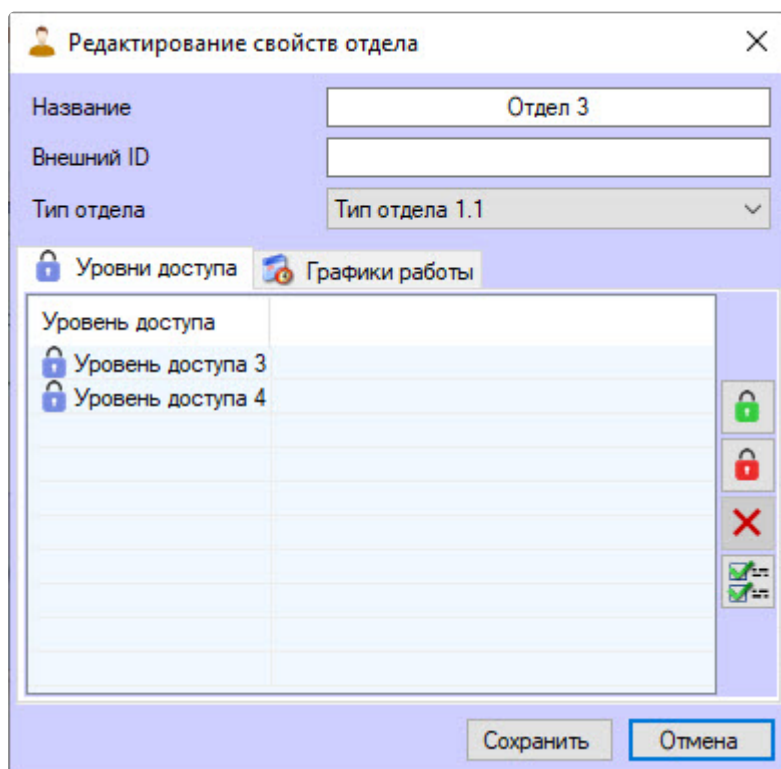 Редактирование свойств отдела
Название
Отдел 3
Внешний ID
Тип отдела
Тип отдела 1.1
Уровни доступа
Графики работы
Уровень доступа
Уровень доступа 3
Уровень доступа 4
Сохранить
Отмена